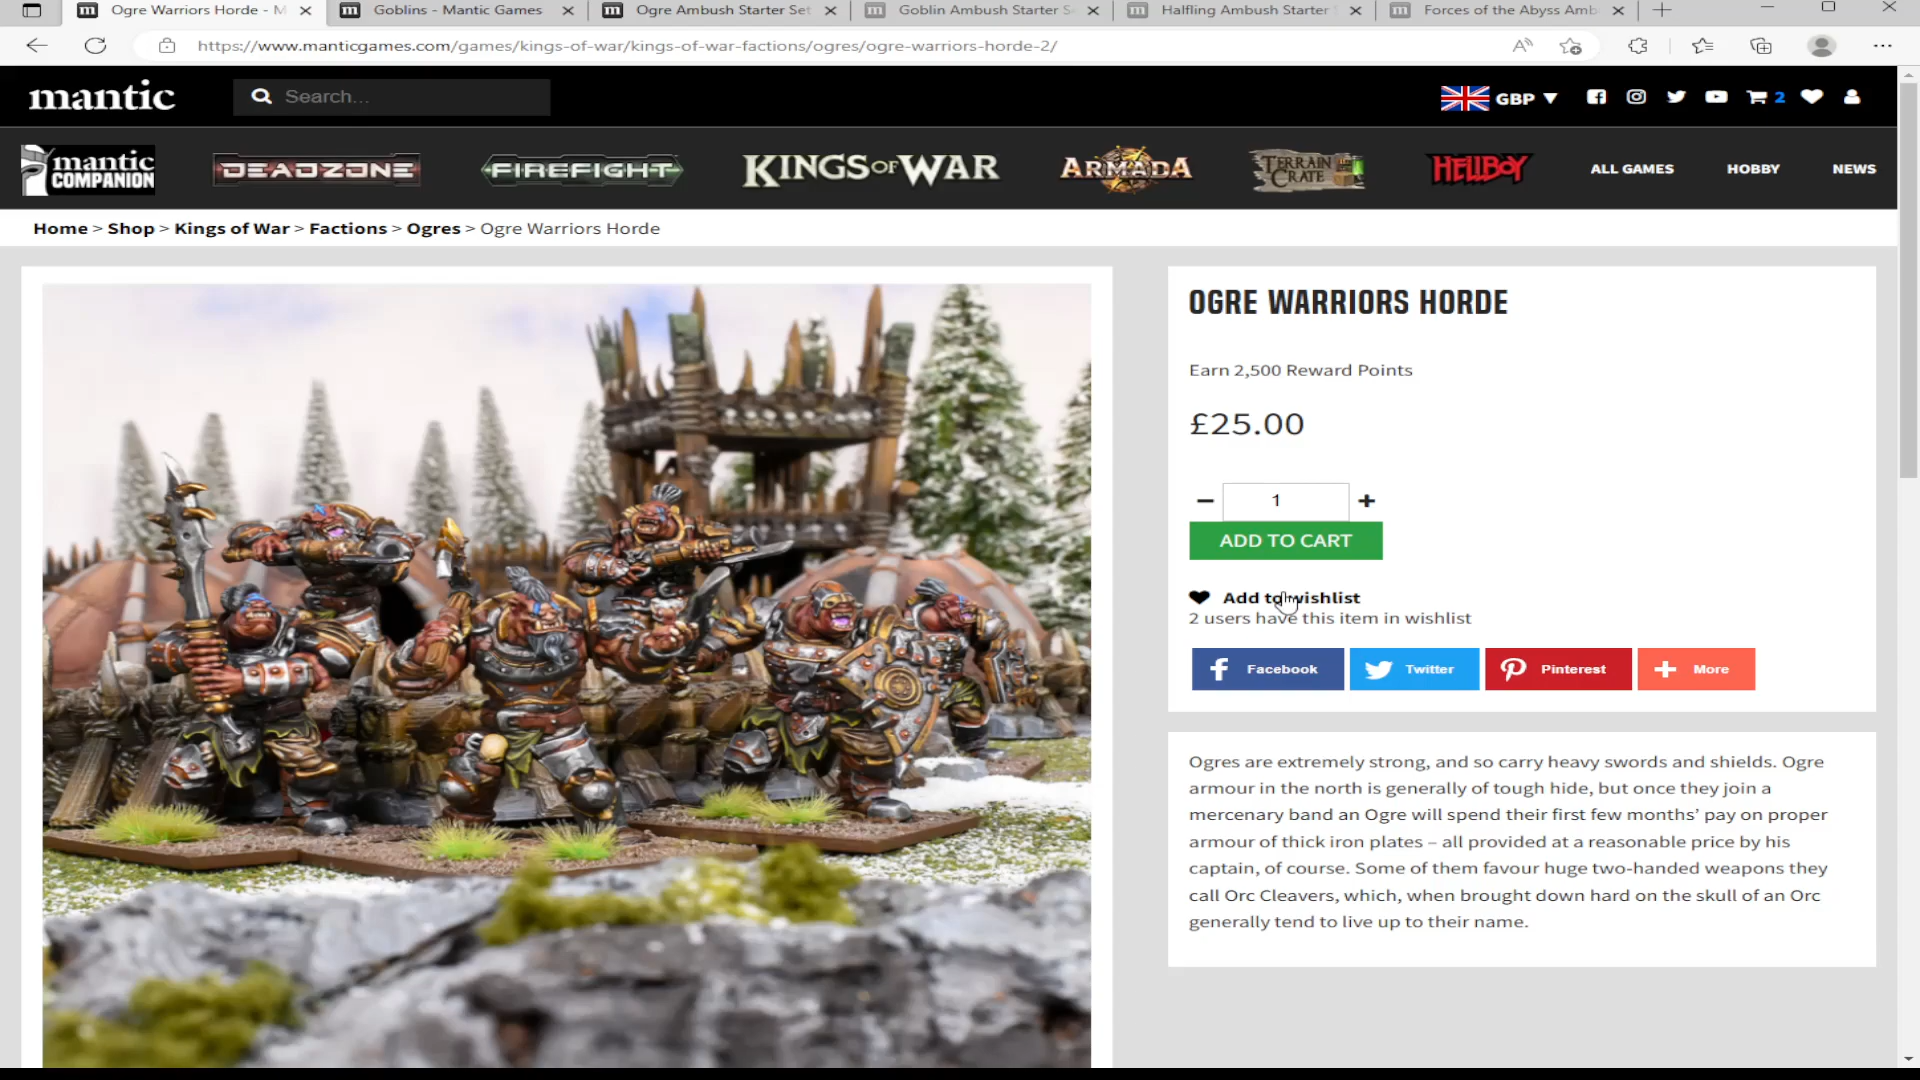 Ogre Warriors Horde - M
Goblins - Mantic Games
Ogre Ambush Starter Set
Goblin Ambush Starter S
Halfling Ambush Starter
Forces of the Abyss Amb
https://www.manticgames.com/games/kings-of-war/kings-of-war-factions/ogres/ogre-warriors-horde-2/
mantic
Search...
GBP
2
mantic
COMPANION
DEADZONE
FIREFIGHT
KINGS OF WAR
ARMADA
TERRAIN
CRATE
HELLBOY
ALL GAMES
HOBBY
NEWS
Home > Shop > Kings of War > Factions > Ogres > Ogre Warriors Horde
OGRE WARRIORS HORDE
Earn 2,500 Reward Points
£25.00
− 1 +
ADD TO CART
Add to wishlist
2 users have this item in wishlist
Facebook
Twitter
Pinterest
More
Ogres are extremely strong, and so carry heavy swords and shields. Ogre
armour in the north is generally of tough hide, but once they join a
mercenary band an Ogre will spend their first few months’ pay on proper
armour of thick iron plates – all provided at a reasonable price by his
captain, of course. Some of them favour huge two-handed weapons they
call Orc Cleavers, which, when brought down hard on the skull of an Orc
generally tend to live up to their name.